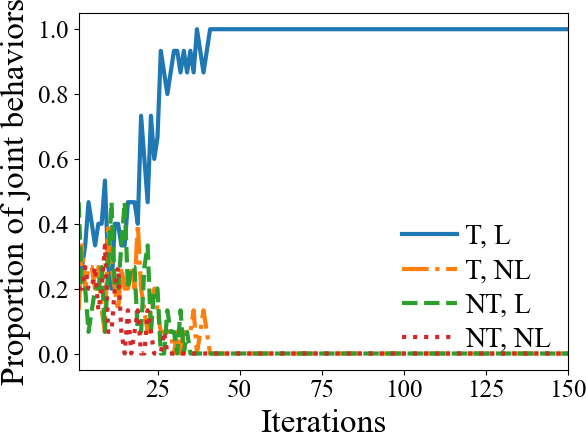 Proportion of joint behaviors
1.0
0.8
0.6
0.4
0.2
0.0
T, L
T, NL
NT, L
NT, NL
25
50
75
100
125
150
Iterations